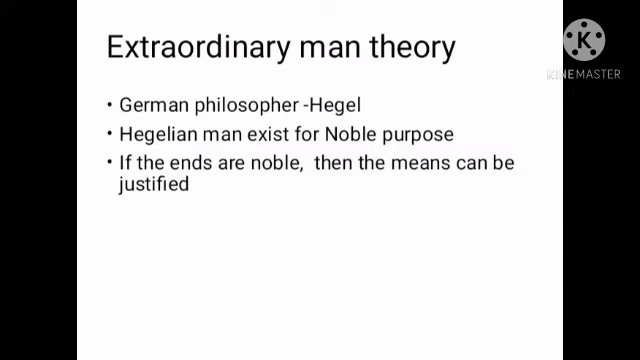 Extraordinary man theory
KINEMASTER
• German philosopher -Hegel
• Hegelian man exist for Noble purpose
• If the ends are noble, then the means can be
justified